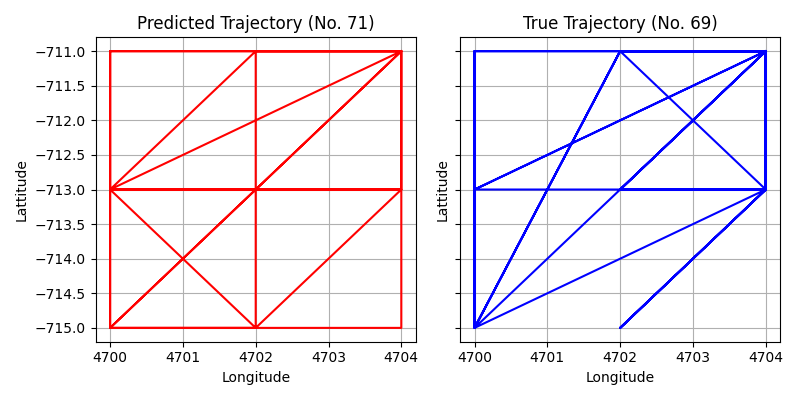 Predicted Trajectory (No. 71)
Lattitude
−711.0
−711.5
−712.0
−712.5
−713.0
−713.5
−714.0
−714.5
−715.0
4700 4701 4702 4703 4704
Longitude
True Trajectory (No. 69)
Lattitude
4700 4701 4702 4703 4704
Longitude